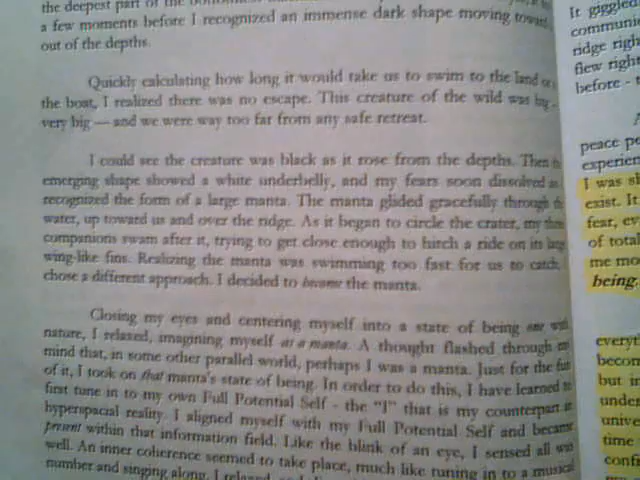 the deepest part of the
a few moments before I recognized an immense dark shape moving toward
out of the depths.
Quickly calculating how long it would take us to swim to the land or
the boat, I realized there was no escape. This creature of the wild was big,
very big — and we were way too far from any safe retreat.
I could see the creature was black as it rose from the depths. Then
emerging shape showed a white underbelly, and my fears soon dissolved as
recognized the form of a large manta. The manta glided gracefully through the
water, up toward us and over the ridge. As it began to circle the crater, my three
companions swam after it, trying to get close enough to hitch a ride on its large
wing-like fins. Realizing the manta was swimming too fast for us to catch,
chose a different approach. I decided to become the manta.
Closing my eyes and centering myself into a state of being one with
nature, I relaxed, imagining myself as a manta. A thought flashed through my
mind that, in some other parallel world, perhaps I was a manta. Just for the fun
of it, I took on that manta's state of being. In order to do this, I have learned to
first tune in to my own Full Potential Self - the "I" that is my counterpart in
hyperspacial reality. I aligned myself with my Full Potential Self and became
present within that information field. Like the blink of an eye, I sensed all was
well. An inner coherence seemed to take place, much like tuning in to a musical
number and singing along. I relaxed
It giggled
communi
ridge righ
flew right
before -
peace pe
experien
I was sh
exist. It
fear, ev
of total
me mo
being.
everyt
becom
but in
under
unive
time
confi